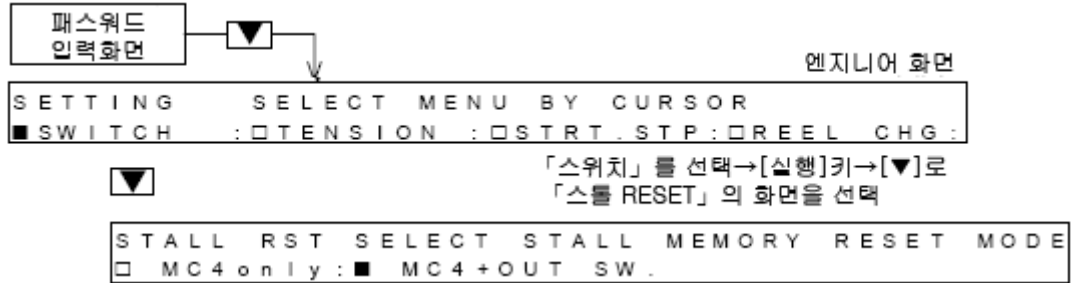 패스워드
입력화면
▼
엔지니어 화면
SETTING SELECT MENU BY CURSOR
■SWITCH :□TENSION :□STRT.STP:□REEL CHG:
「스위치」를 선택→[실행]키→[▼]로
「스톨 RESET」의 화면을 선택
▼
STALL RST SELECT STALL MEMORY RESET MODE
□ MC4only:■ MC4+OUT SW.